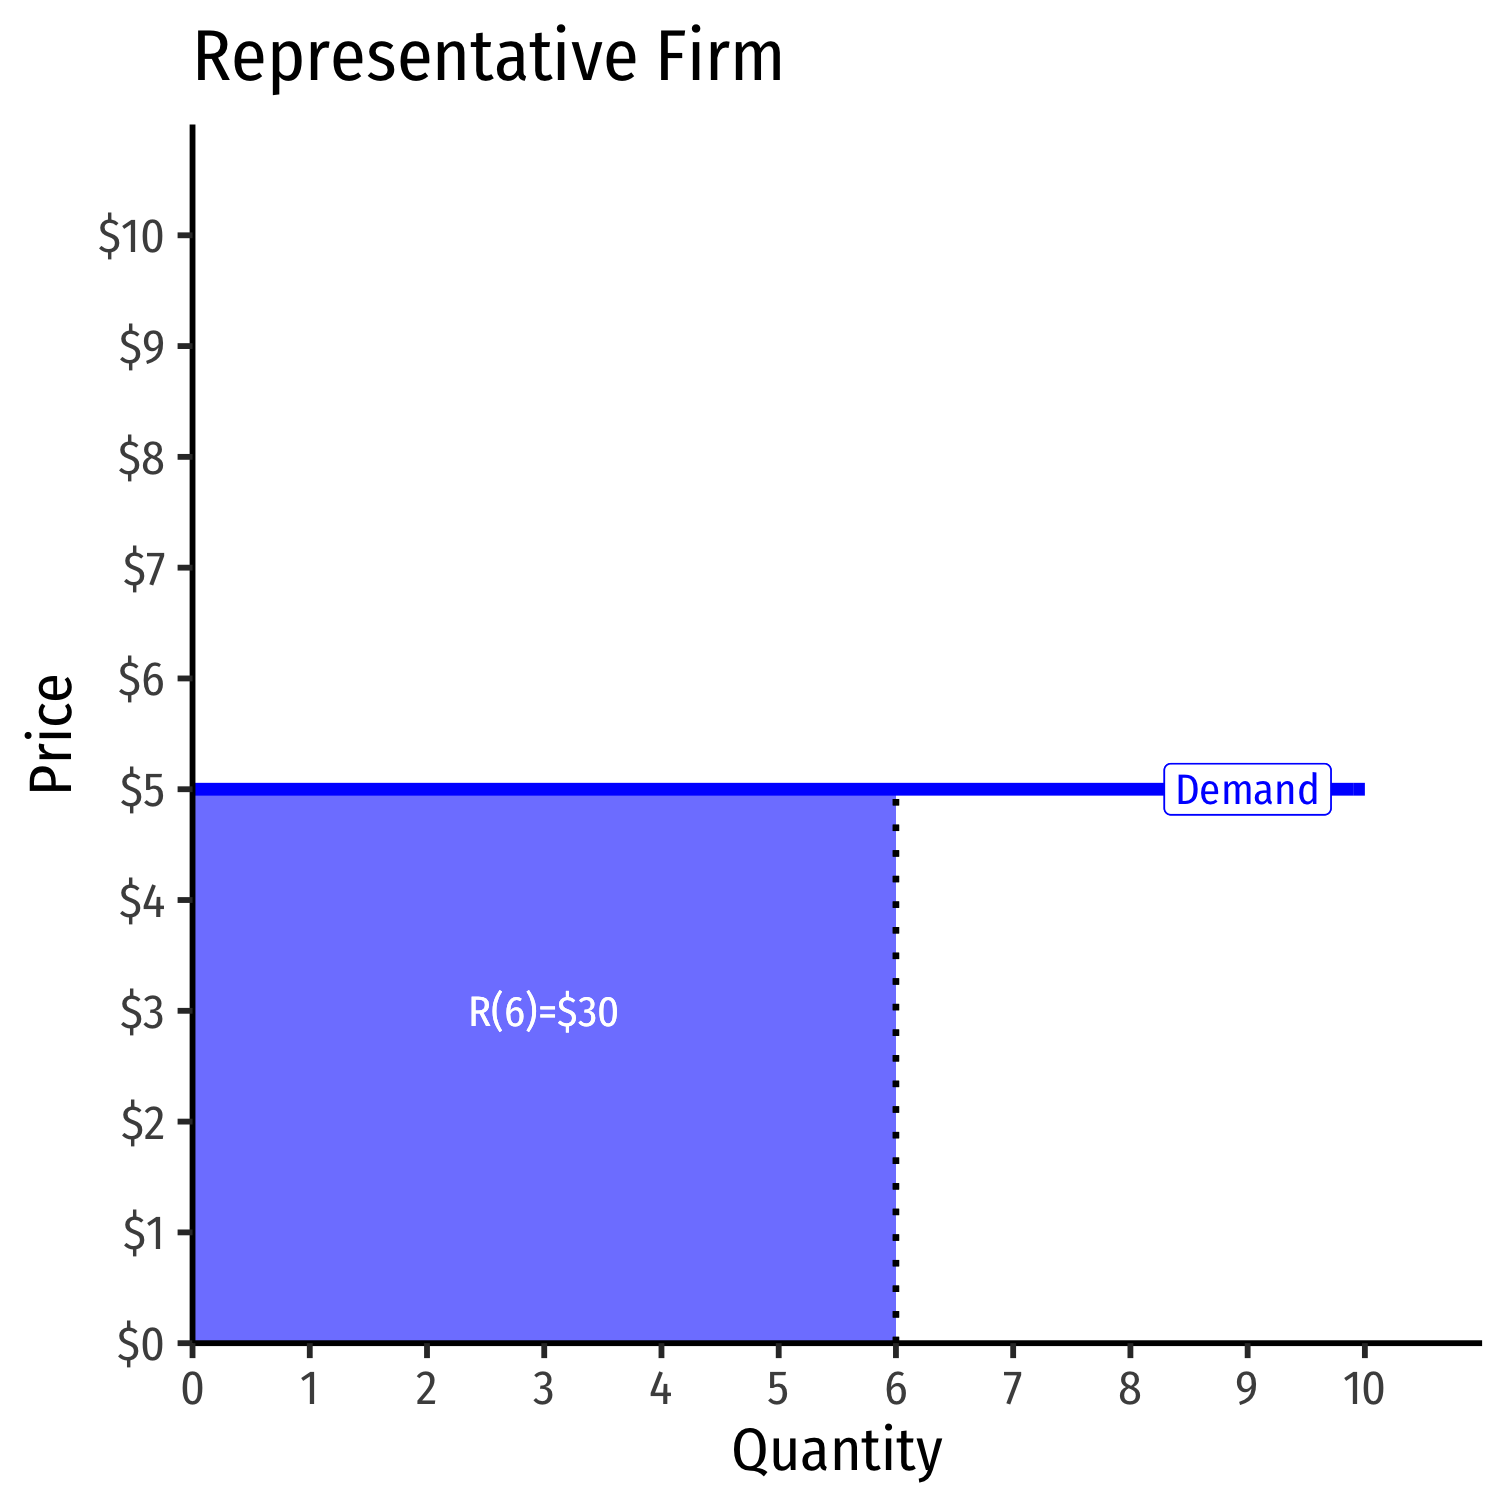 Representative Firm
$10
$9
$8
$7
$6
Price
$5
Demand
$4
$3
R(6)=$30
$2
$1
$0
0 1 2 3 4 5 6 7 8 9 10
Quantity